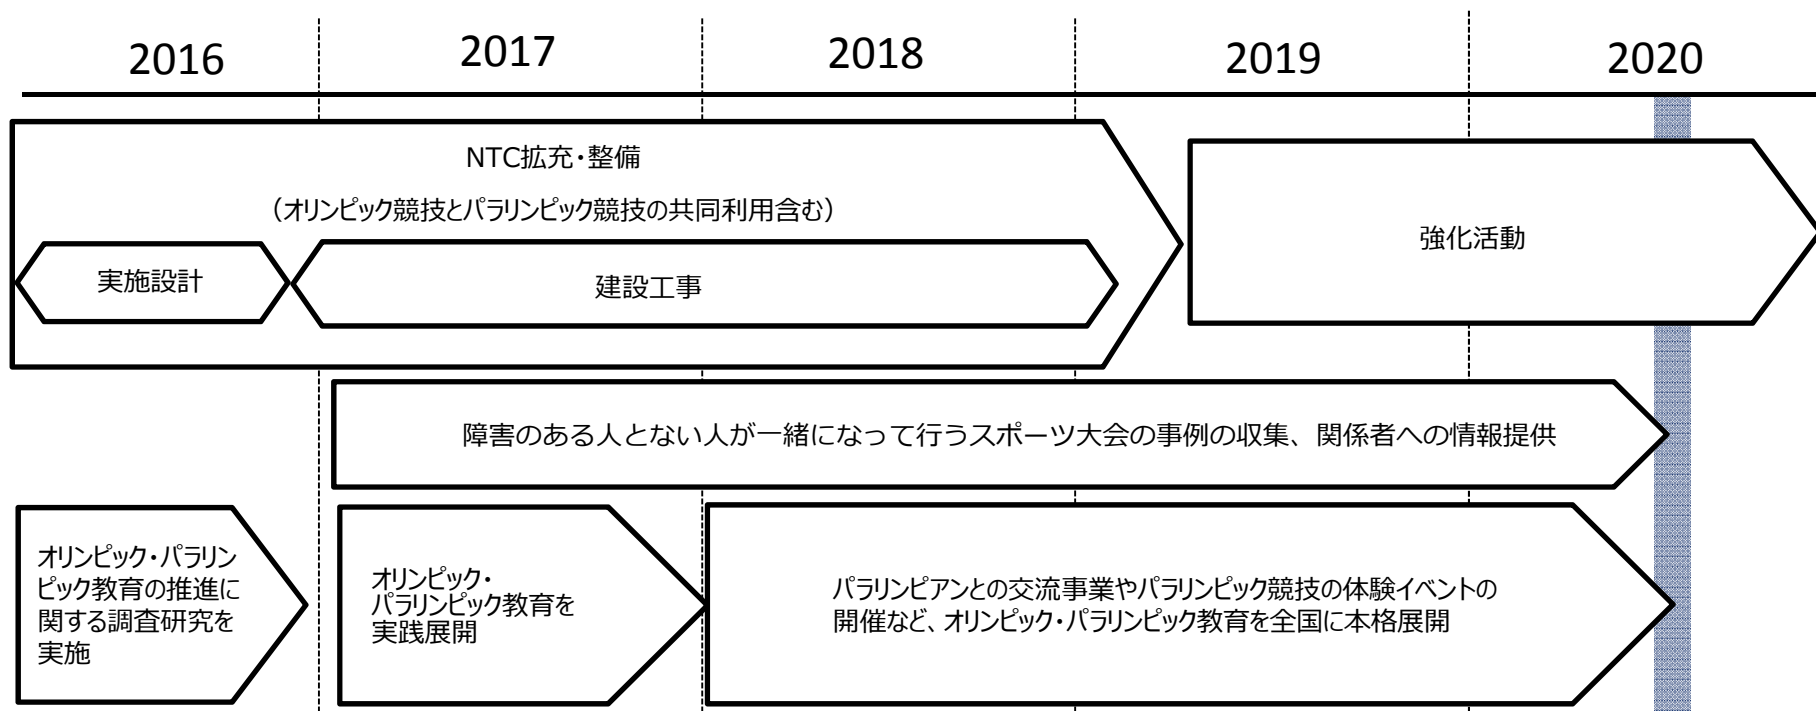 2016
2017
2018
2019
2020
NTC拡充・整備
（オリンピック競技とパラリンピック競技の共同利用含む）
実施設計
建設工事
強化活動
障害のある人とない人が一緒になって行うスポーツ大会の事例の収集、関係者への情報提供
オリンピック・パラリン
ピック教育の推進に
関する調査研究を
実施
オリンピック・
パラリンピック教育を
実践展開
パラリンピアンとの交流事業やパラリンピック競技の体験イベントの
開催など、オリンピック・パラリンピック教育を全国に本格展開